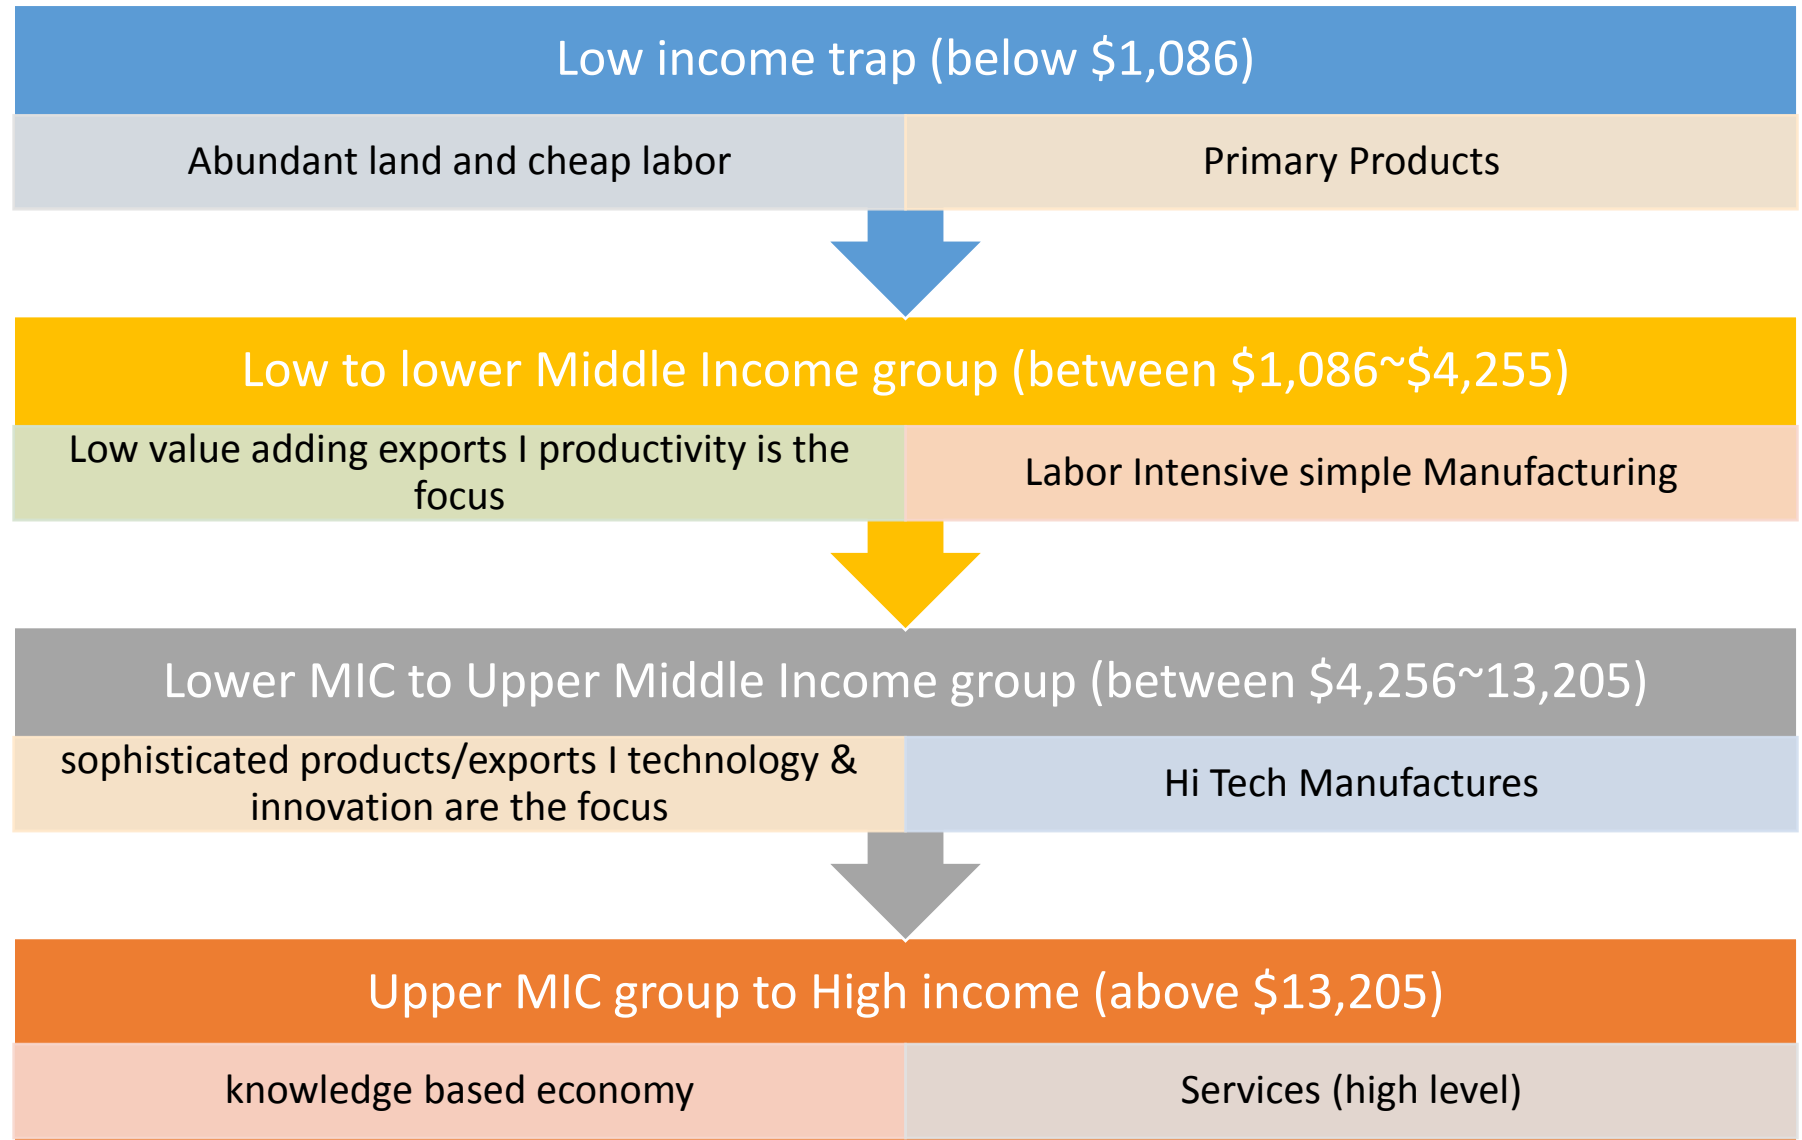 Low income trap (below $1,086)
Abundant land and cheap labor
Primary Products
Low to lower Middle Income group (between $1,086~$4,255)
Low value adding exports I productivity is the
focus
Labor Intensive simple Manufacturing
Lower MIC to Upper Middle Income group (between $4,256~13,205)
sophisticated products/exports I technology &
innovation are the focus
Hi Tech Manufactures
Upper MIC group to High income (above $13,205)
knowledge based economy
Services (high level)